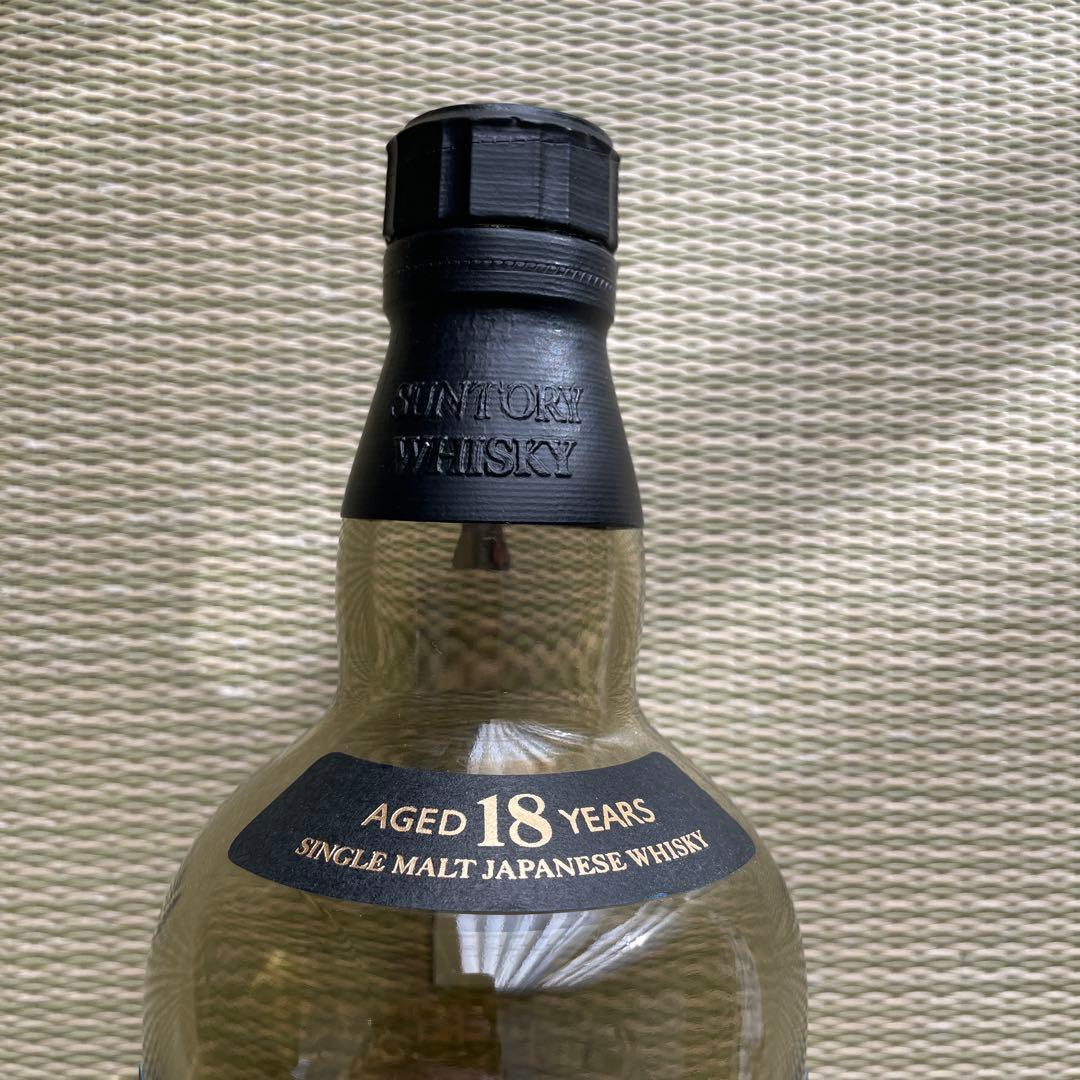 SUNTORY
WHISKY
AGED 18 YEARS
SINGLE MALT JAPANESE WHISKY